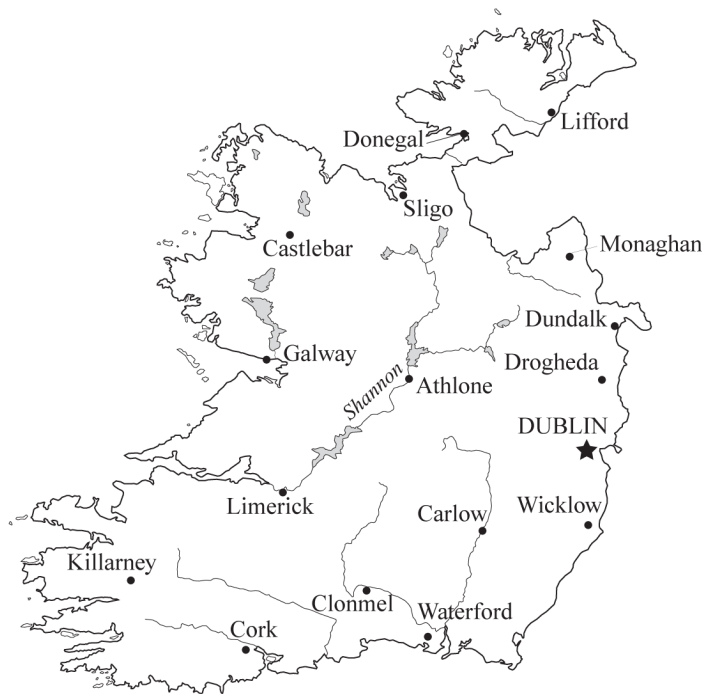 Lifford
Donegal
Sligo
Monaghan
Castlebar
Dundalk
Galway
Drogheda
Shannon
Athlone
DUBLIN
Limerick
Carlow
Wicklow
Killarney
Clonmel
Waterford
Cork